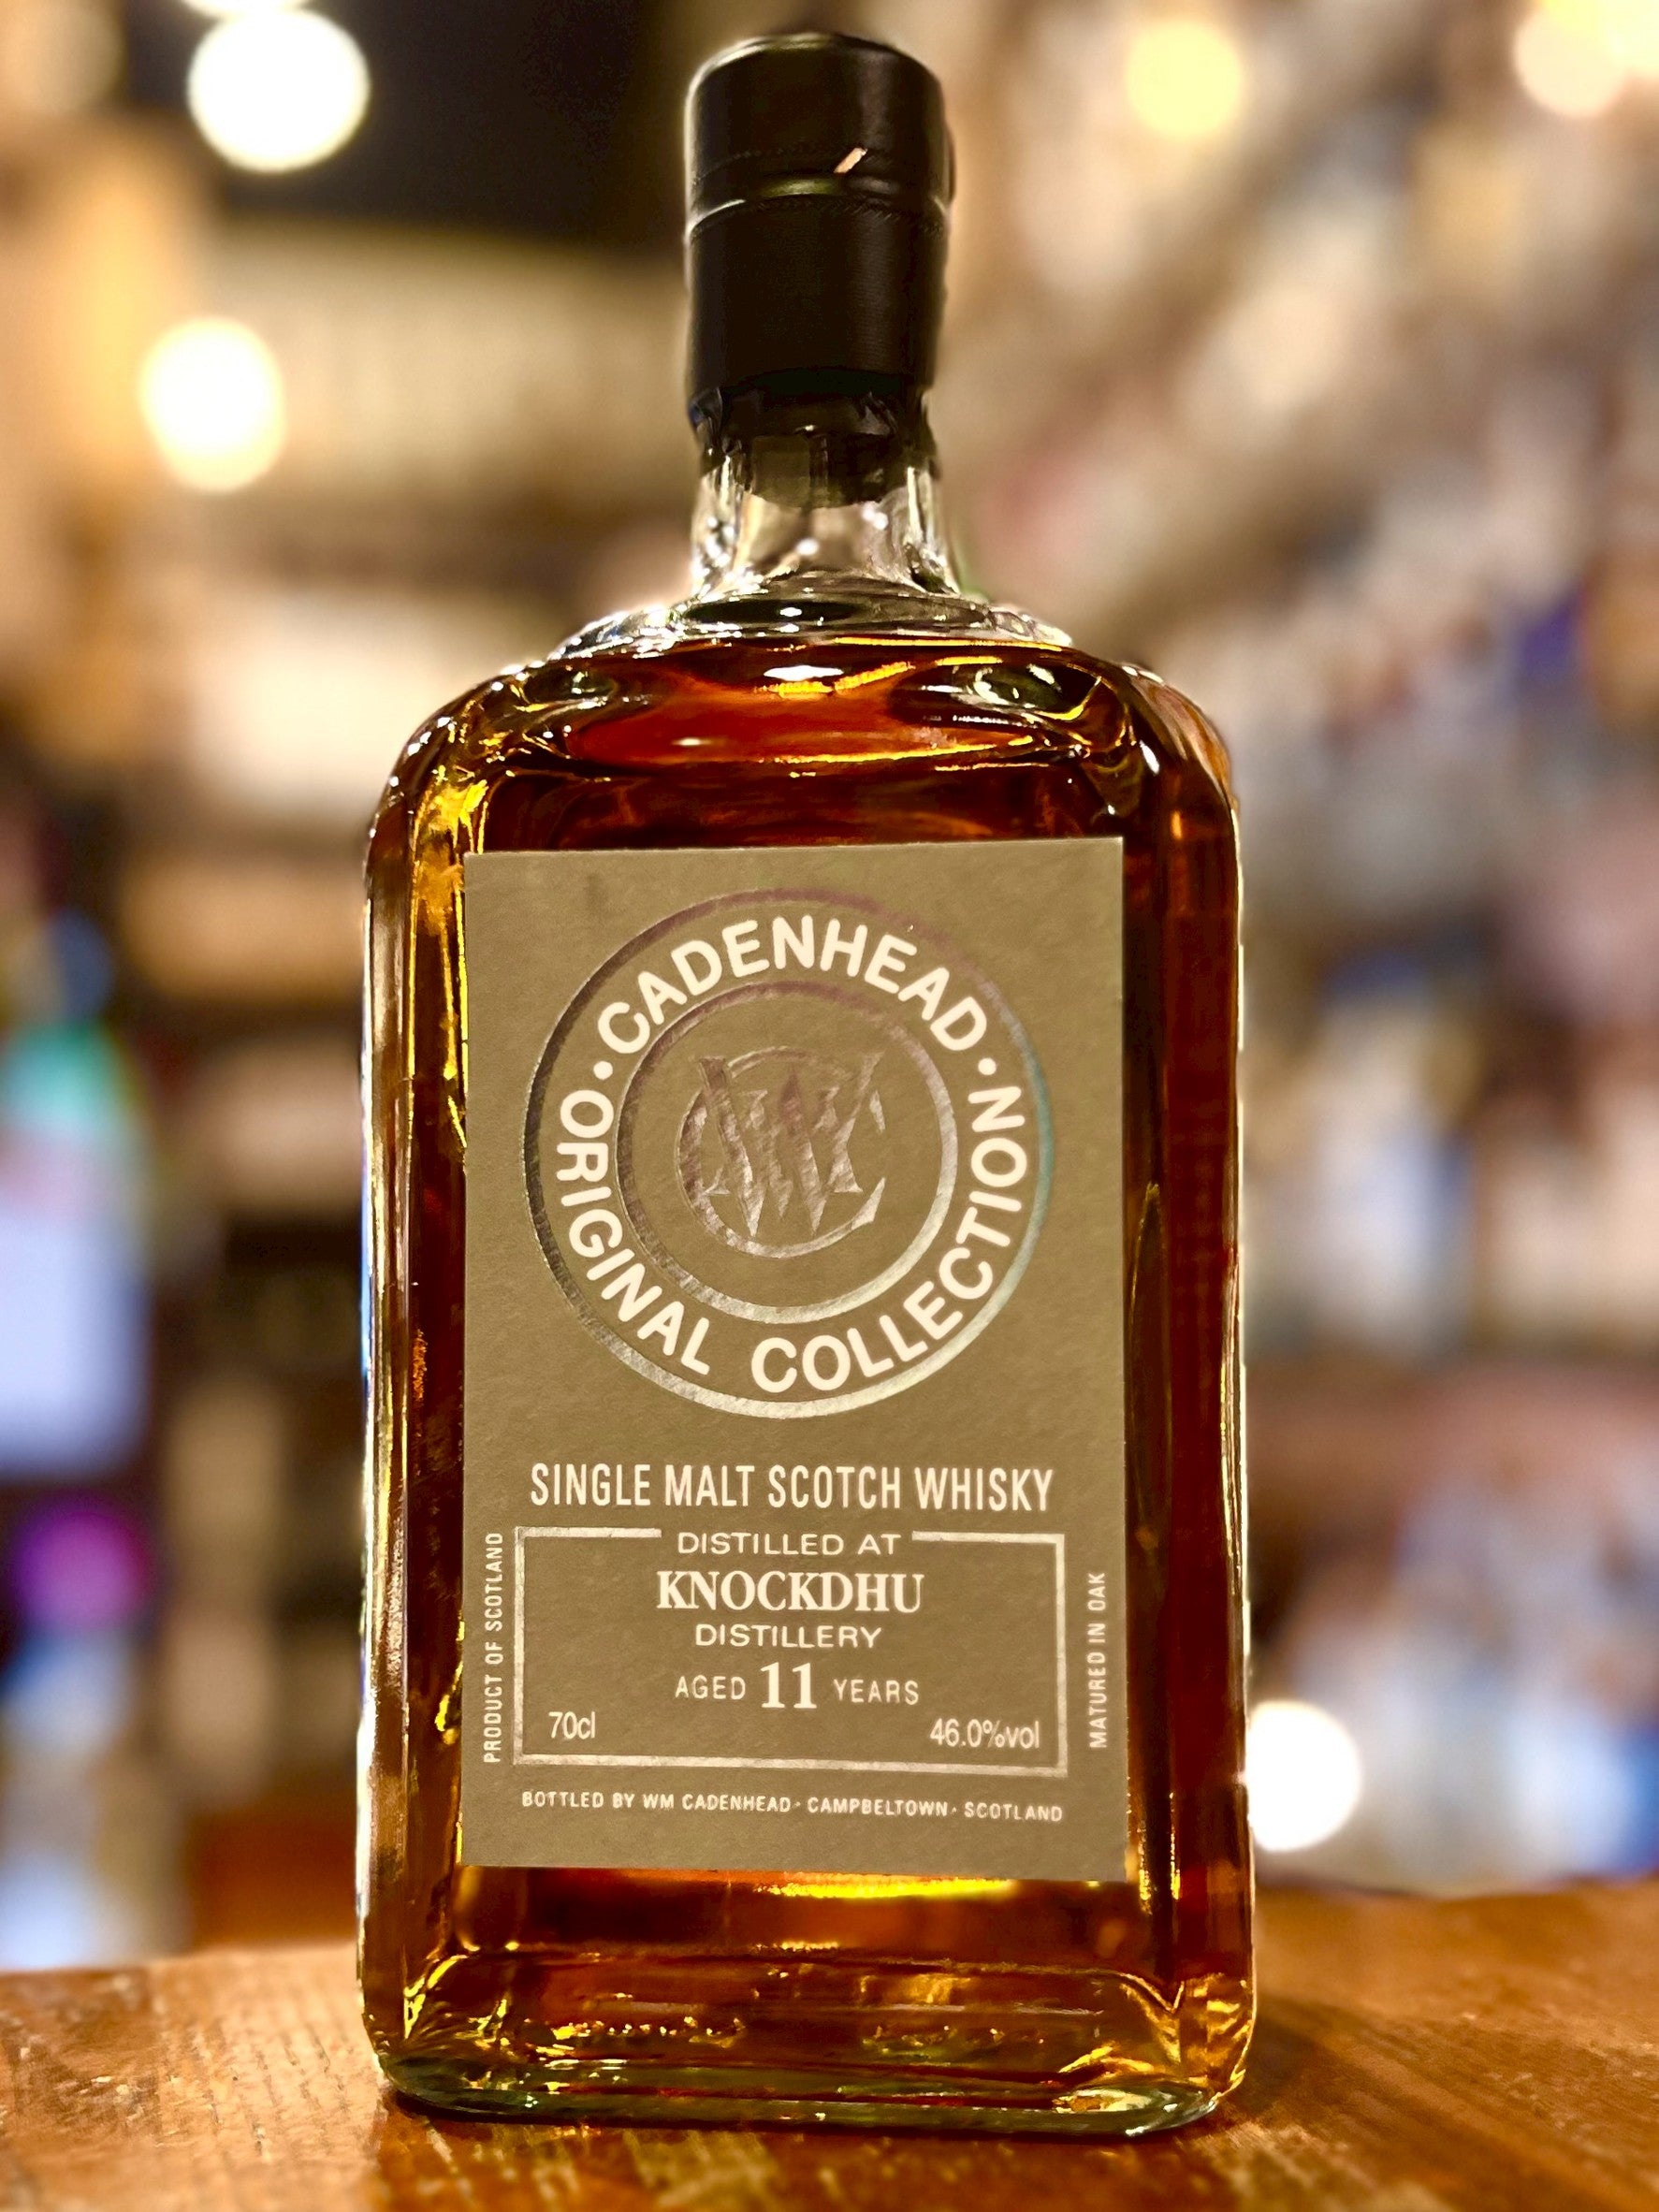 CADENHEAD
ORIGINAL COLLECTION
WC
SINGLE MALT SCOTCH WHISKY
DISTILLED AT
KNOCKDHU
DISTILLERY
AGED 11 YEARS
70cl 46.0%vol
PRODUCT OF SCOTLAND
MATURED IN OAK
BOTTLED BY WM CADENHEAD · CAMPBELTOWN · SCOTLAND